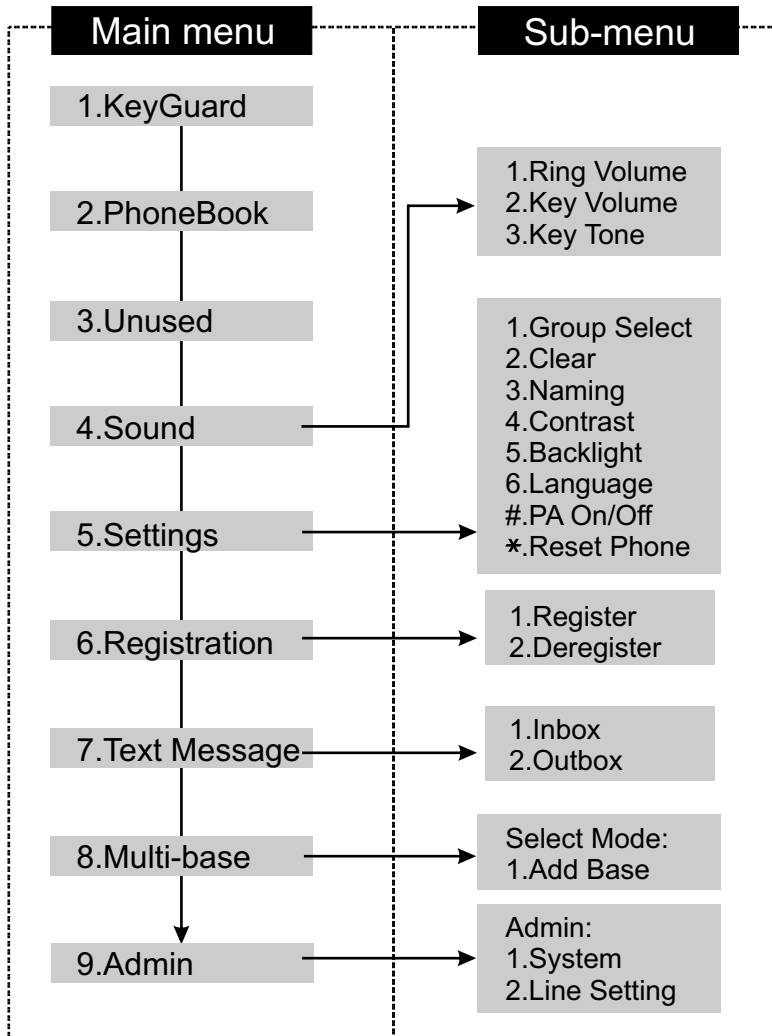 Main menu
1.KeyGuard
2.PhoneBook
3.Unused
4.Sound
5.Settings
6.Registration
7.Text Message
8.Multi-base
9.Admin
Sub-menu
1.Ring Volume
2.Key Volume
3.Key Tone
1.Group Select
2.Clear
3.Naming
4.Contrast
5.Backlight
6.Language
#.PA On/Off
*.Reset Phone
1.Register
2.Deregister
1.Inbox
2.Outbox
Select Mode:
1.Add Base
Admin:
1.System
2.Line Setting